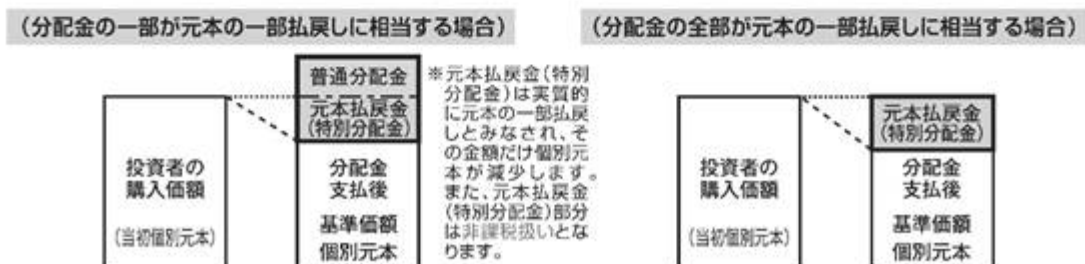 （分配金の一部が元本の一部払戻しに相当する場合）
普通分配金
元本払戻金
（特別分配金）
投資者の
購入価額
（当初個別元本）
分配金
支払後
基準価額
個別元本
※元本払戻金（特別
分配金）は実質的
に元本の一部払戻
しとみなされ、そ
の金額だけ個別元
本が減少します。
また、元本払戻金
（特別分配金）部分
は非課税扱いとな
ります。
（分配金の全部が元本の一部払戻しに相当する場合）
元本払戻金
（特別分配金）
投資者の
購入価額
（当初個別元本）
分配金
支払後
基準価額
個別元本